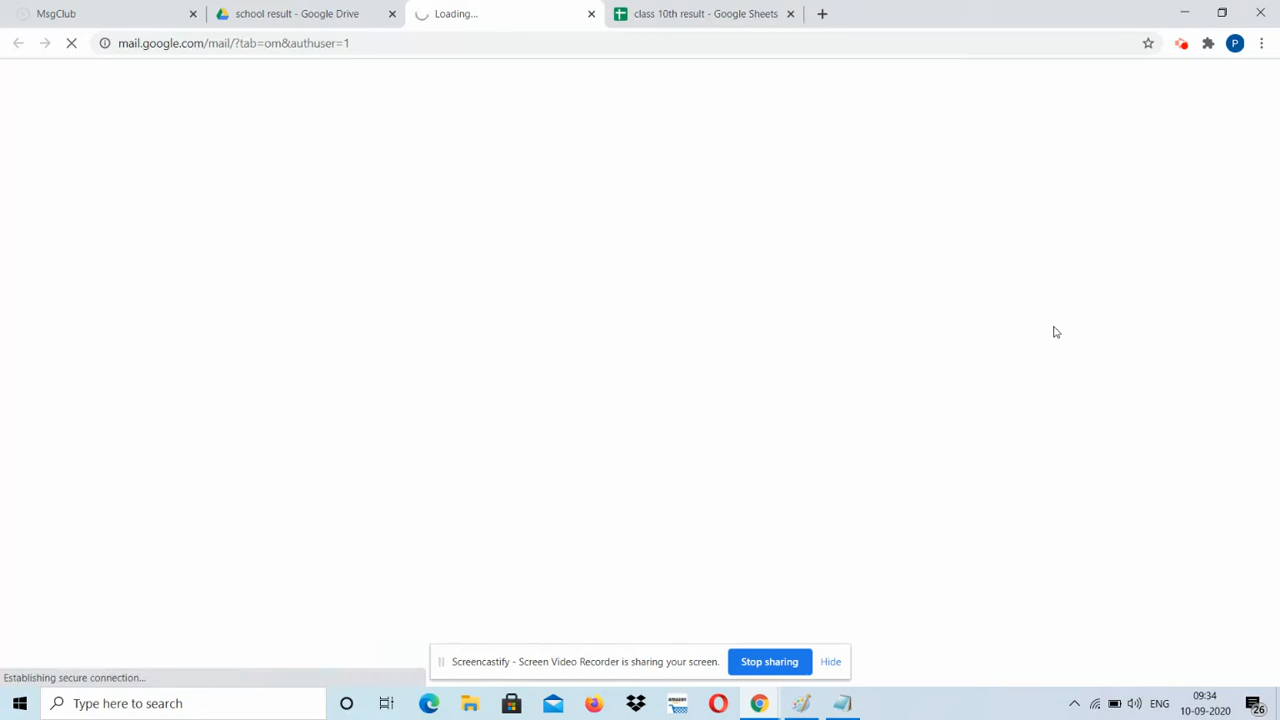 MsgClub
school result - Google Drive
Loading...
class 10th result - Google Sheets
mail.google.com/mail/?tab=om&authuser=1
P
Screencastify - Screen Video Recorder is sharing your screen.
Stop sharing
Hide
Establishing secure connection...
Type here to search
amazon
ENG
09:34
10-09-2020
26